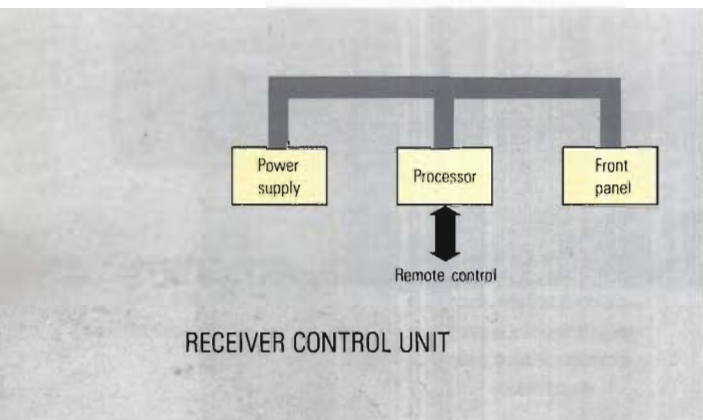 Power
supply
Processor
Front
panel
Remote control
RECEIVER CONTROL UNIT